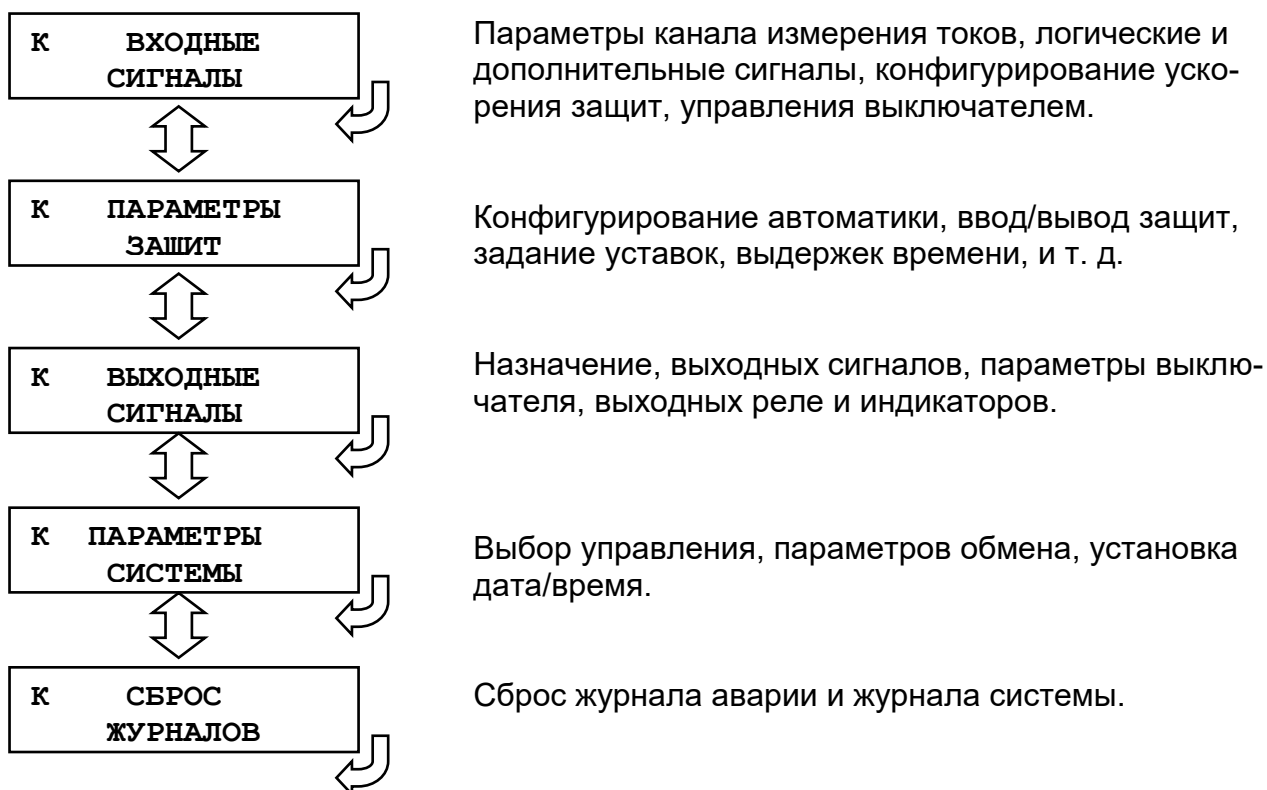 К ВХОДНЫЕ
СИГНАЛЫ
Параметры канала измерения токов, логические и
дополнительные сигналы, конфигурирование уско-
рения защит, управления выключателем.
К ПАРАМЕТРЫ
ЗАШИТ
Конфигурирование автоматики, ввод/вывод защит,
задание уставок, выдержек времени, и т. д.
К ВЫХОДНЫЕ
СИГНАЛЫ
Назначение, выходных сигналов, параметры выклю-
чателя, выходных реле и индикаторов.
К ПАРАМЕТРЫ
СИСТЕМЫ
Выбор управления, параметров обмена, установка
дата/время.
К СБРОС
ЖУРНАЛОВ
Сброс журнала аварии и журнала системы.